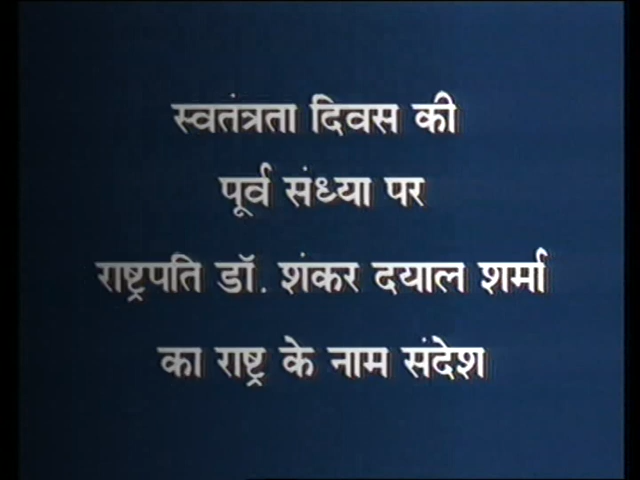 स्वतंत्रता दिवस की
पूर्व संध्या पर
राष्ट्रपति डॉ. शंकर दयाल शर्मा
का राष्ट्र के नाम संदेश